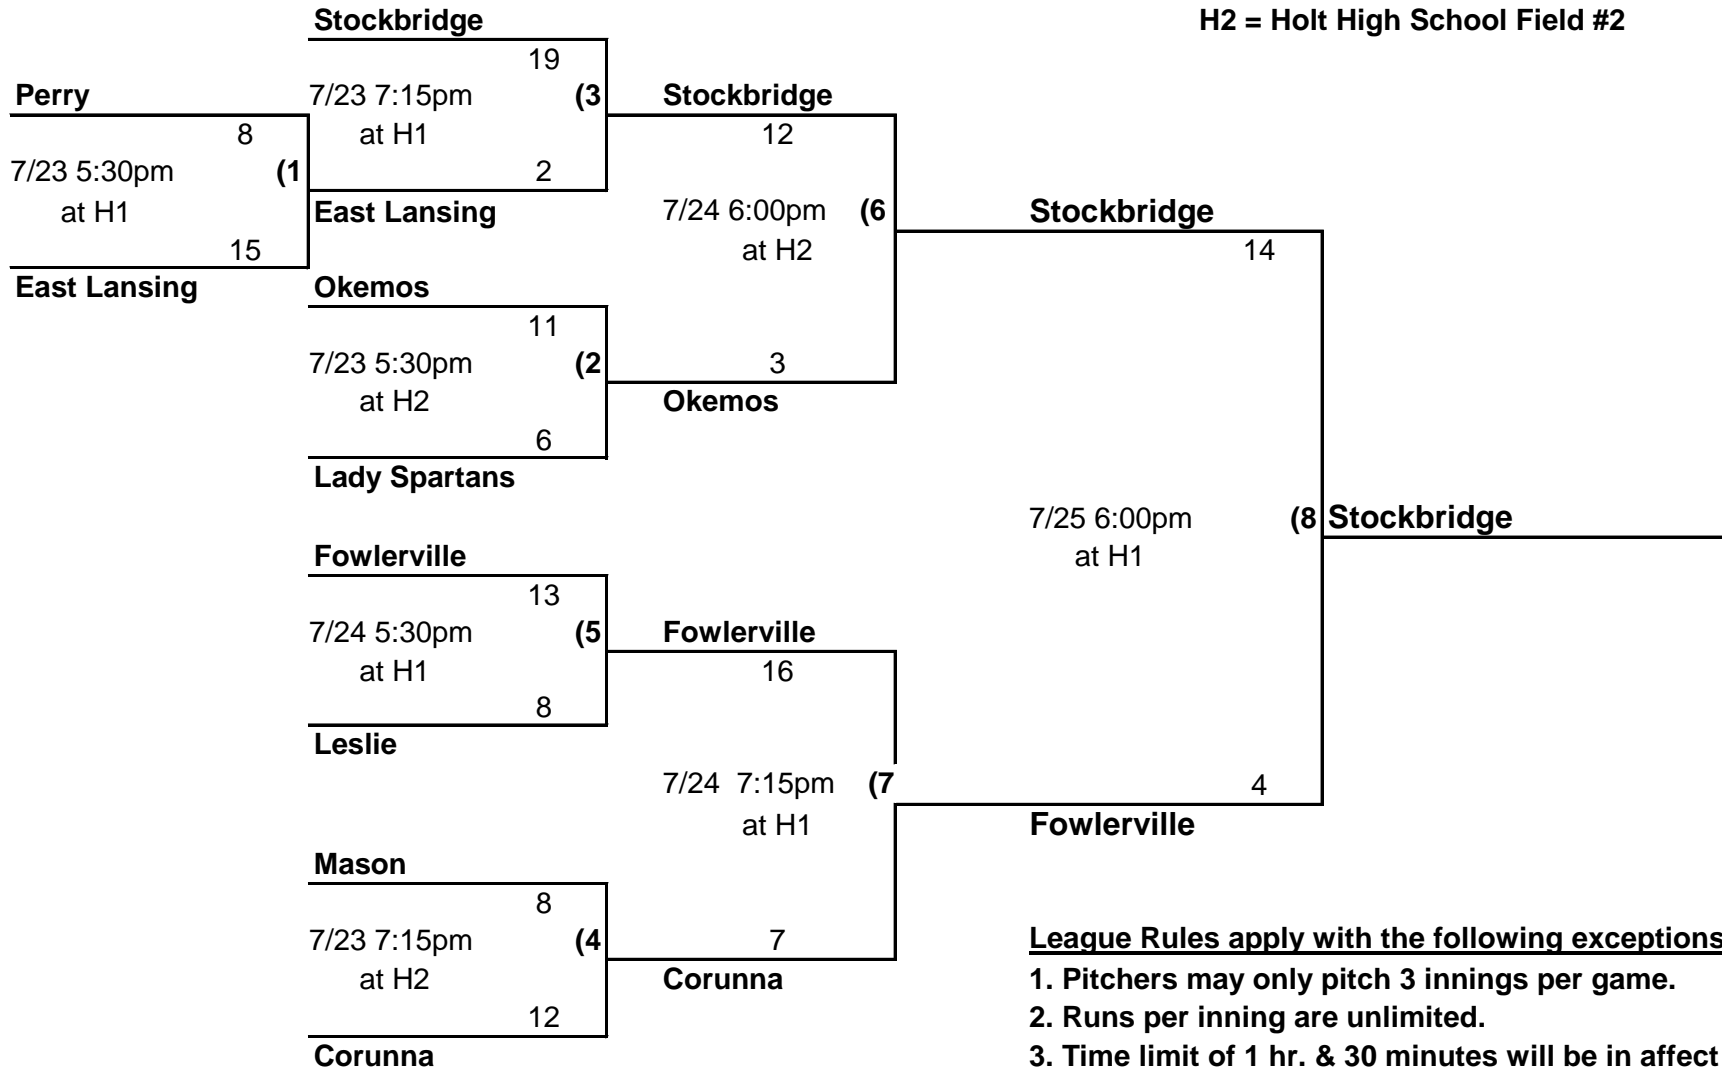 Stockbridge
H2 = Holt High School Field #2
19
Perry
7/23 7:15pm (3
Stockbridge
8
at H1
12
7/23 5:30pm (1
2
at H1
East Lansing
7/24 6:00pm (6
Stockbridge
15
at H2
14
East Lansing
Okemos
11
7/23 5:30pm (2
3
at H2
Okemos
6
Lady Spartans
7/25 6:00pm (8
Stockbridge
at H1
Fowlerville
13
7/24 5:30pm (5
Fowlerville
at H1
16
8
Leslie
7/24 7:15pm (7
4
at H1
Fowlerville
Mason
8
7/23 7:15pm (4
7
League Rules apply with the following exceptions
at H2
Corunna
1. Pitchers may only pitch 3 innings per game.
12
2. Runs per inning are unlimited.
Corunna
3. Time limit of 1 hr. & 30 minutes will be in affect